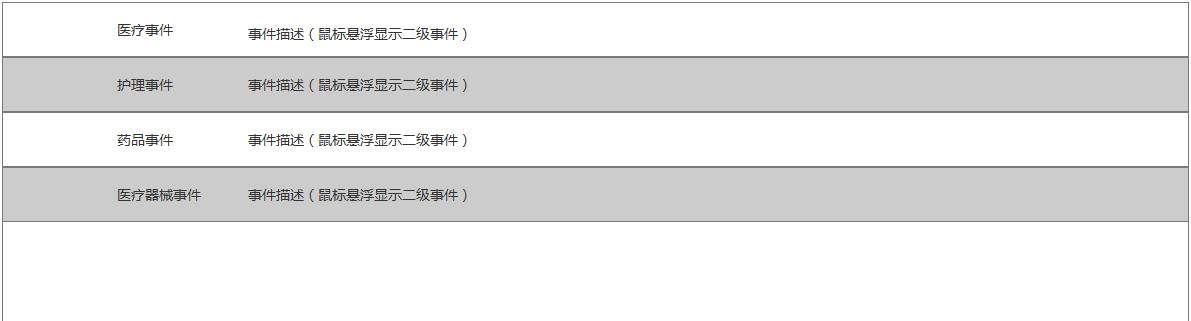 医疗事件 事件描述（鼠标悬浮显示二级事件）
护理事件 事件描述（鼠标悬浮显示二级事件）
药品事件 事件描述（鼠标悬浮显示二级事件）
医疗器械事件 事件描述（鼠标悬浮显示二级事件）